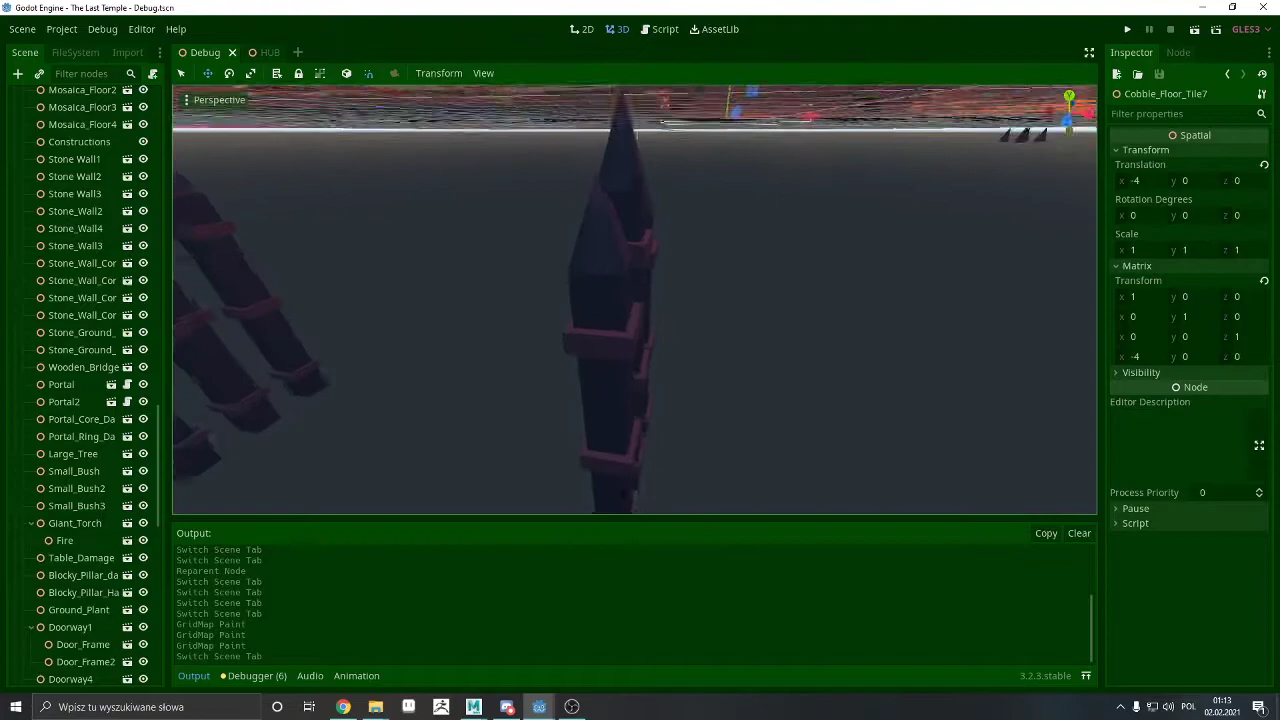 Godot Engine - The Last Temple - Debug.tscn
Scene Project Debug Editor Help
2D 3D Script AssetLib
GLES3
Scene FileSystem Import
Debug HUB
Inspector Node
Filter nodes
Transform View
Perspective
Mosaica_Floor2
Mosaica_Floor3
Mosaica_Floor4
Constructions
Stone Wall1
Stone Wall2
Stone Wall3
Stone_Wall2
Stone_Wall4
Stone_Wall3
Stone_Wall_Cor
Stone_Wall_Cor
Stone_Wall_Cor
Stone_Wall_Cor
Stone_Ground_
Stone_Ground_
Wooden_Bridge
Portal
Portal2
Portal_Core_Da
Portal_Ring_Da
Large_Tree
Small_Bush
Small_Bush2
Small_Bush3
Giant_Torch
Fire
Table_Damage
Blocky_Pillar_da
Blocky_Pillar_Ha
Ground_Plant
Doorway1
Door_Frame
Door_Frame2
Doorway4
Y
Output:
Copy Clear
Switch Scene Tab
Switch Scene Tab
Reparent Node
Switch Scene Tab
Switch Scene Tab
Switch Scene Tab
Switch Scene Tab
GridMap Paint
GridMap Paint
GridMap Paint
Switch Scene Tab
Output Debugger (6) Audio Animation
3.2.3.stable
Cobble_Floor_Tile7
Filter properties
Spatial
Transform
Translation
x -4 y 0 z 0
Rotation Degrees
x 0 y 0 z 0
Scale
x 1 y 1 z 1
Matrix
Transform
x 1 y 0 z 0
x 0 y 1 z 0
x 0 y 0 z 1
x -4 y 0 z 0
Visibility
Node
Editor Description
Process Priority 0
Pause
Script
Wpisz tu wyszukiwane słowa
POL
01:13
02.02.2021